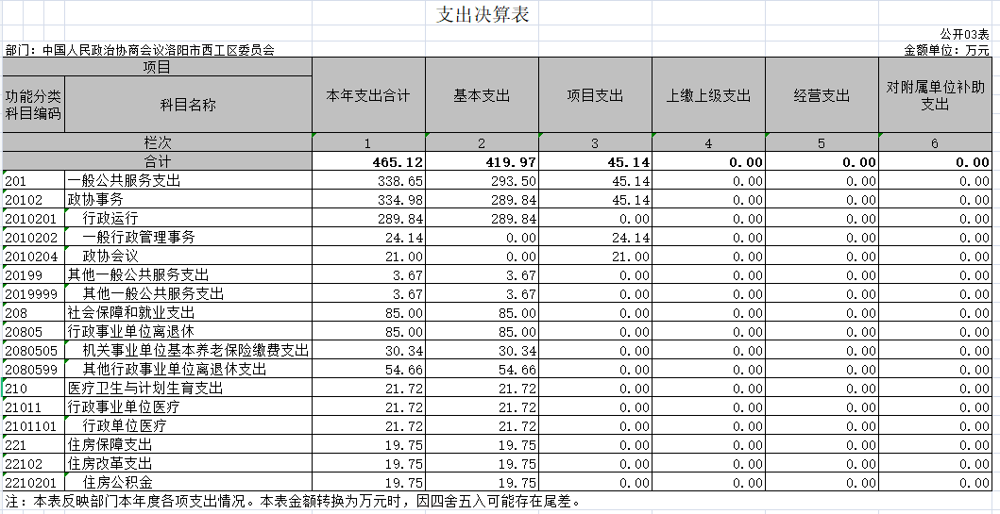 支出决算表
公开03表
部门：中国人民政治协商会议洛阳市西工区委员会 金额单位：万元
项目
功能分类科目编码 科目名称 本年支出合计 基本支出 项目支出 上缴上级支出 经营支出 对附属单位补助支出
栏次 1 2 3 4 5 6
合计 465.12 419.97 45.14 0.00 0.00 0.00
201 一般公共服务支出 338.65 293.50 45.14 0.00 0.00 0.00
20102 政协事务 334.98 289.84 45.14 0.00 0.00 0.00
2010201 行政运行 289.84 289.84 0.00 0.00 0.00 0.00
2010202 一般行政管理事务 24.14 0.00 24.14 0.00 0.00 0.00
2010204 政协会议 21.00 0.00 21.00 0.00 0.00 0.00
20199 其他一般公共服务支出 3.67 3.67 0.00 0.00 0.00 0.00
2019999 其他一般公共服务支出 3.67 3.67 0.00 0.00 0.00 0.00
208 社会保障和就业支出 85.00 85.00 0.00 0.00 0.00 0.00
20805 行政事业单位离退休 85.00 85.00 0.00 0.00 0.00 0.00
2080505 机关事业单位基本养老保险缴费支出 30.34 30.34 0.00 0.00 0.00 0.00
2080599 其他行政事业单位离退休支出 54.66 54.66 0.00 0.00 0.00 0.00
210 医疗卫生与计划生育支出 21.72 21.72 0.00 0.00 0.00 0.00
21011 行政事业单位医疗 21.72 21.72 0.00 0.00 0.00 0.00
2101101 行政单位医疗 21.72 21.72 0.00 0.00 0.00 0.00
221 住房保障支出 19.75 19.75 0.00 0.00 0.00 0.00
22102 住房改革支出 19.75 19.75 0.00 0.00 0.00 0.00
2210201 住房公积金 19.75 19.75 0.00 0.00 0.00 0.00
注：本表反映部门本年度各项支出情况。本表金额转换为万元时，因四舍五入可能存在尾差。